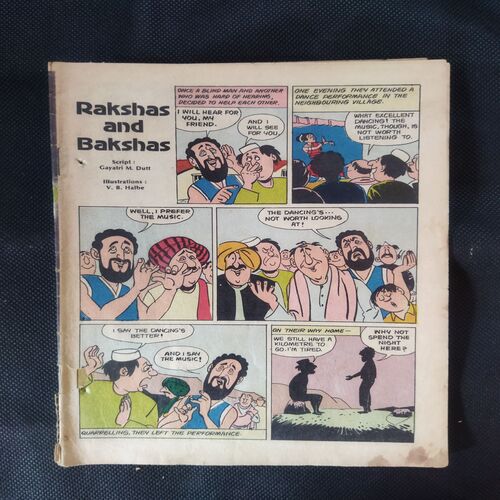 Rakshas
and
Bakshas
Script :
Gayatri M. Dutt
Illustrations :
V. B. Halbe
ONCE A BLIND MAN AND ANOTHER
WHO WAS HARD OF HEARING,
DECIDED TO HELP EACH OTHER.
I WILL HEAR FOR
YOU, MY
FRIEND.
AND I
WILL SEE
FOR YOU.
ONE EVENING THEY ATTENDED A
DANCE PERFORMANCE IN THE
NEIGHBOURING VILLAGE.
WHAT EXCELLENT
DANCING! THE
MUSIC, THOUGH, IS
NOT WORTH
LISTENING TO.
WELL, I PREFER
THE MUSIC.
THE DANCING'S...
NOT WORTH LOOKING
AT!
I SAY THE DANCING'S
BETTER!
AND I SAY
THE MUSIC!
QUARRELLING, THEY LEFT THE PERFORMANCE.
ON THEIR WAY HOME—
WE STILL HAVE A
KILOMETRE TO
GO. I'M TIRED.
WHY NOT
SPEND THE
NIGHT
HERE?